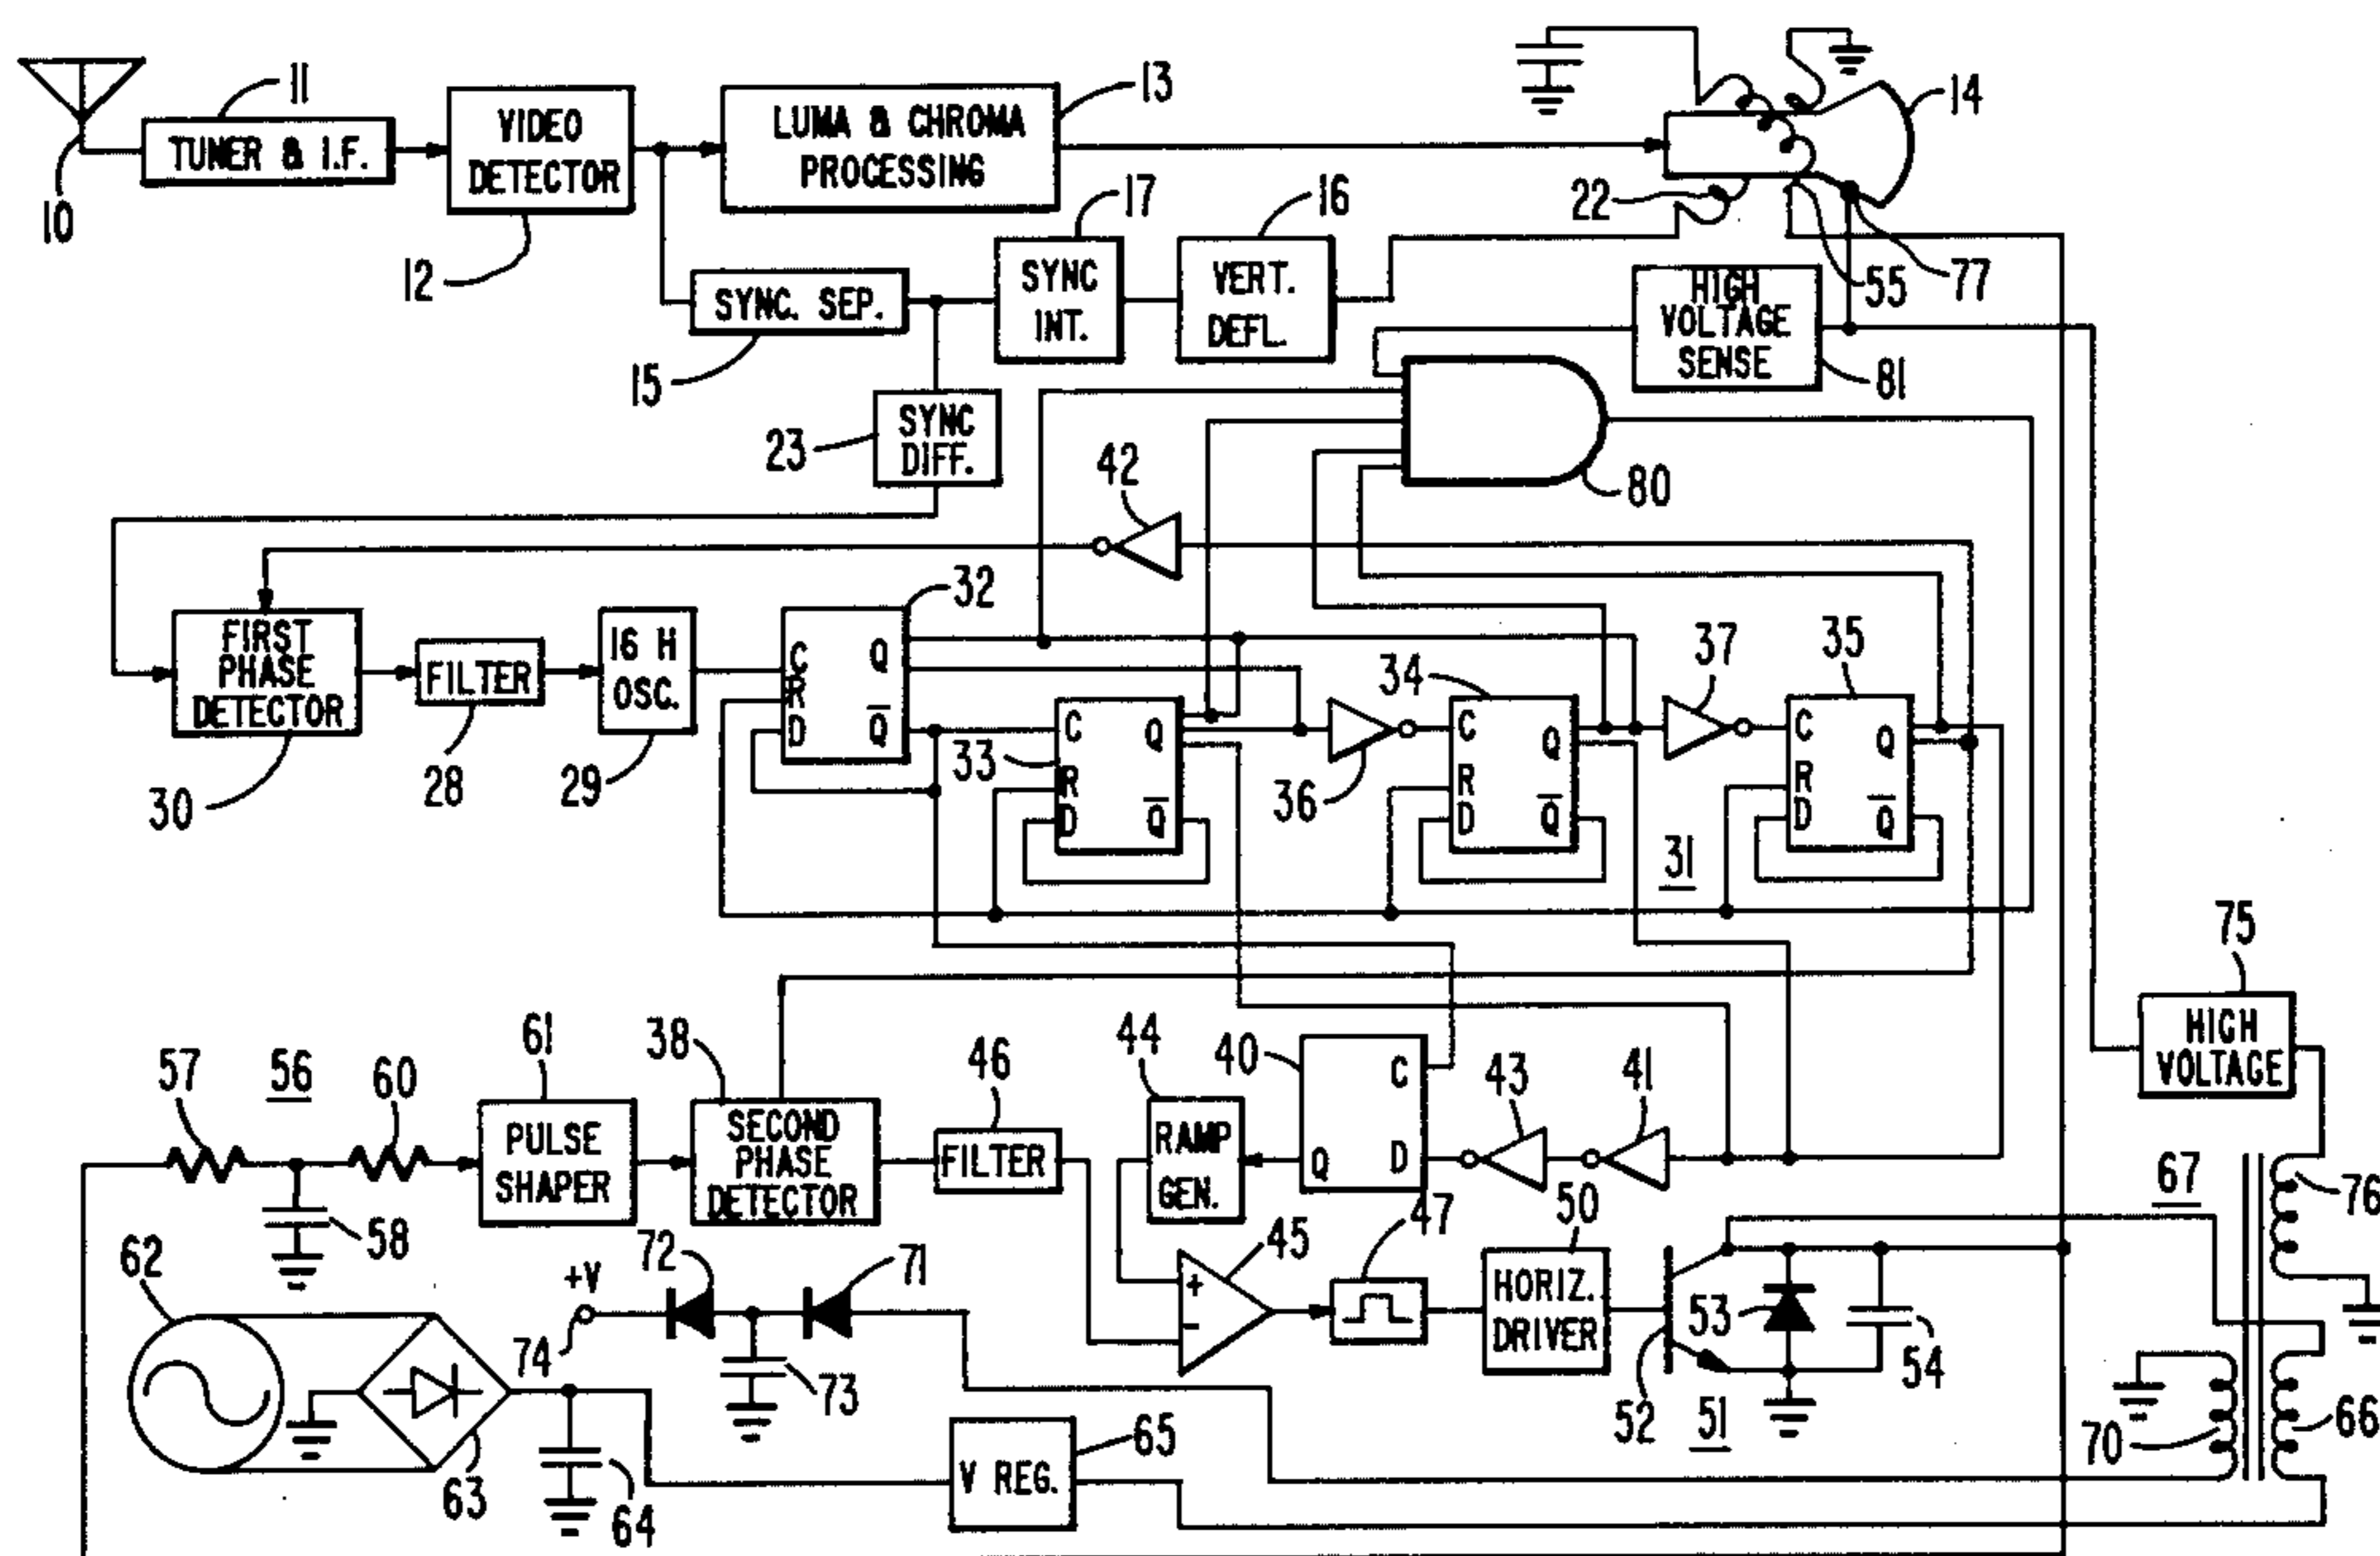 11
TUNER & I.F.
10
VIDEO
DETECTOR
12
LUMA & CHROMA
PROCESSING
13
14
22
55
77
17
SYNC
INT.
16
VERT.
DEFL.
SYNC. SEP.
15
HIGH
VOLTAGE
SENSE
81
SYNC
DIFF.
23
42
80
FIRST
PHASE
DETECTOR
30
FILTER
28
16 H
OSC.
29
32
C
R
D
Q
Q̅
33
C
R
D
Q
Q̅
36
34
C
R
D
Q
Q̅
31
37
35
C
R
D
Q
Q̅
75
HIGH
VOLTAGE
57
56
60
58
61
PULSE
SHAPER
38
SECOND
PHASE
DETECTOR
46
FILTER
44
RAMP
GEN.
40
C
D
Q
43
41
67
76
62
63
64
+V
74
72
71
73
45
+
−
47
50
HORIZ.
DRIVER
52
51
53
54
65
V REG.
70
66